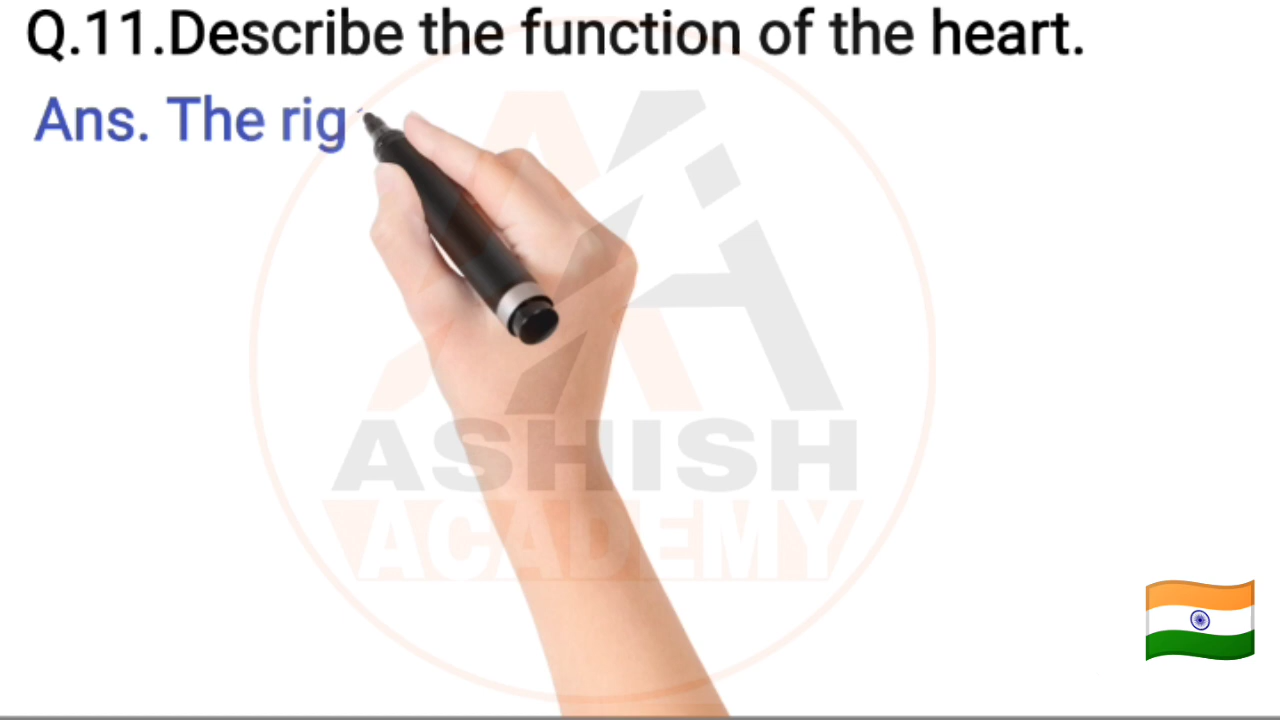 Q.11.Describe the function of the heart.
Ans. The rig
ASHISH
ACADEMY